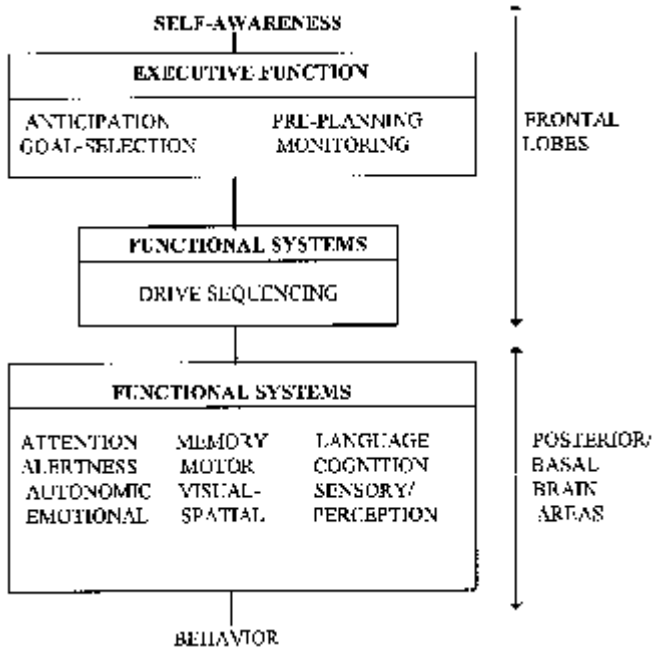 SELF-AWARENESS
EXECUTIVE FUNCTION
ANTICIPATION PRE-PLANNING
GOAL-SELECTION MONITORING
FRONTAL
LOBES
FUNCTIONAL SYSTEMS
DRIVE SEQUENCING
FUNCTIONAL SYSTEMS
ATTENTION MEMORY LANGUAGE
ALERTNESS MOTOR COGNITION
AUTONOMIC VISUAL- SENSORY/
EMOTIONAL SPATIAL PERCEPTION
POSTERIOR/
BASAL
BRAIN
AREAS
BEHAVIOR